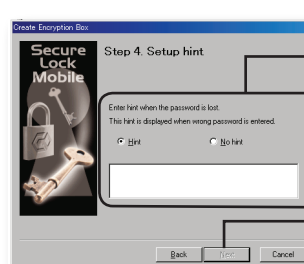 Create Encryption Box
Secure
Lock
Mobile
Step 4. Setup hint
Enter hint when the password is lost.
This hint is displayed when wrong password is entered.
Hint
No hint
Back
Next
Cancel